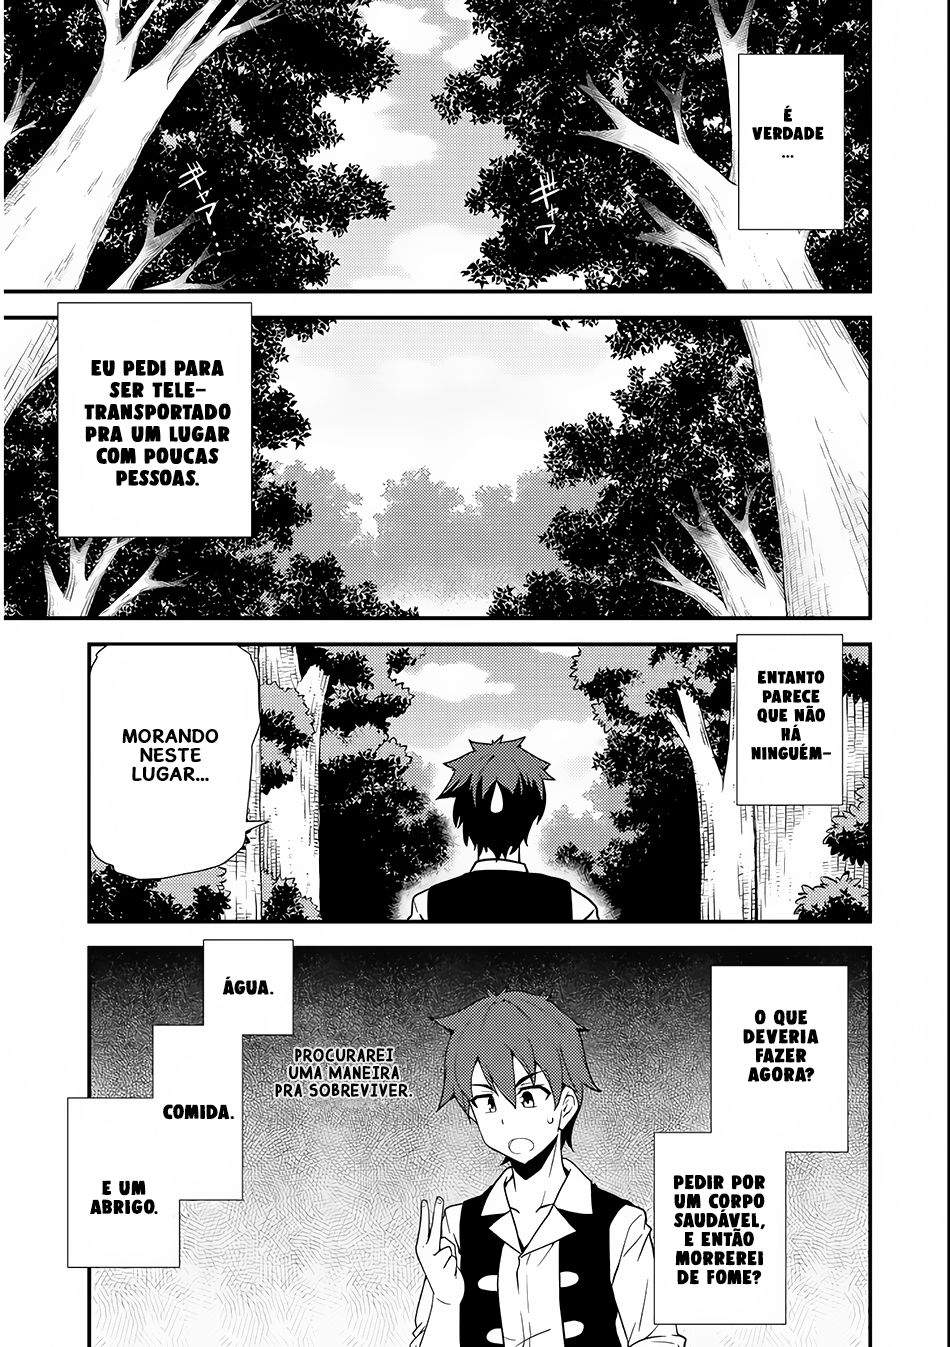 É
VERDADE
...
ギャア
ギャア
EU PEDI PARA
SER TELE-
TRANSPORTADO
PRA UM LUGAR
COM POUCAS
PESSOAS.
ENTANTO
PARECE
QUE NÃO
HÁ
NINGUÉM-
MORANDO
NESTE
LUGAR...
O QUE
DEVERIA
FAZER
AGORA?
PEDIR POR
UM CORPO
SAUDÁVEL,
E ENTÃO
MORREREI
DE FOME?
PROCURAREI
UMA MANEIRA
PRA SOBREVIVER.
ÁGUA.
COMIDA.
E UM
ABRIGO.